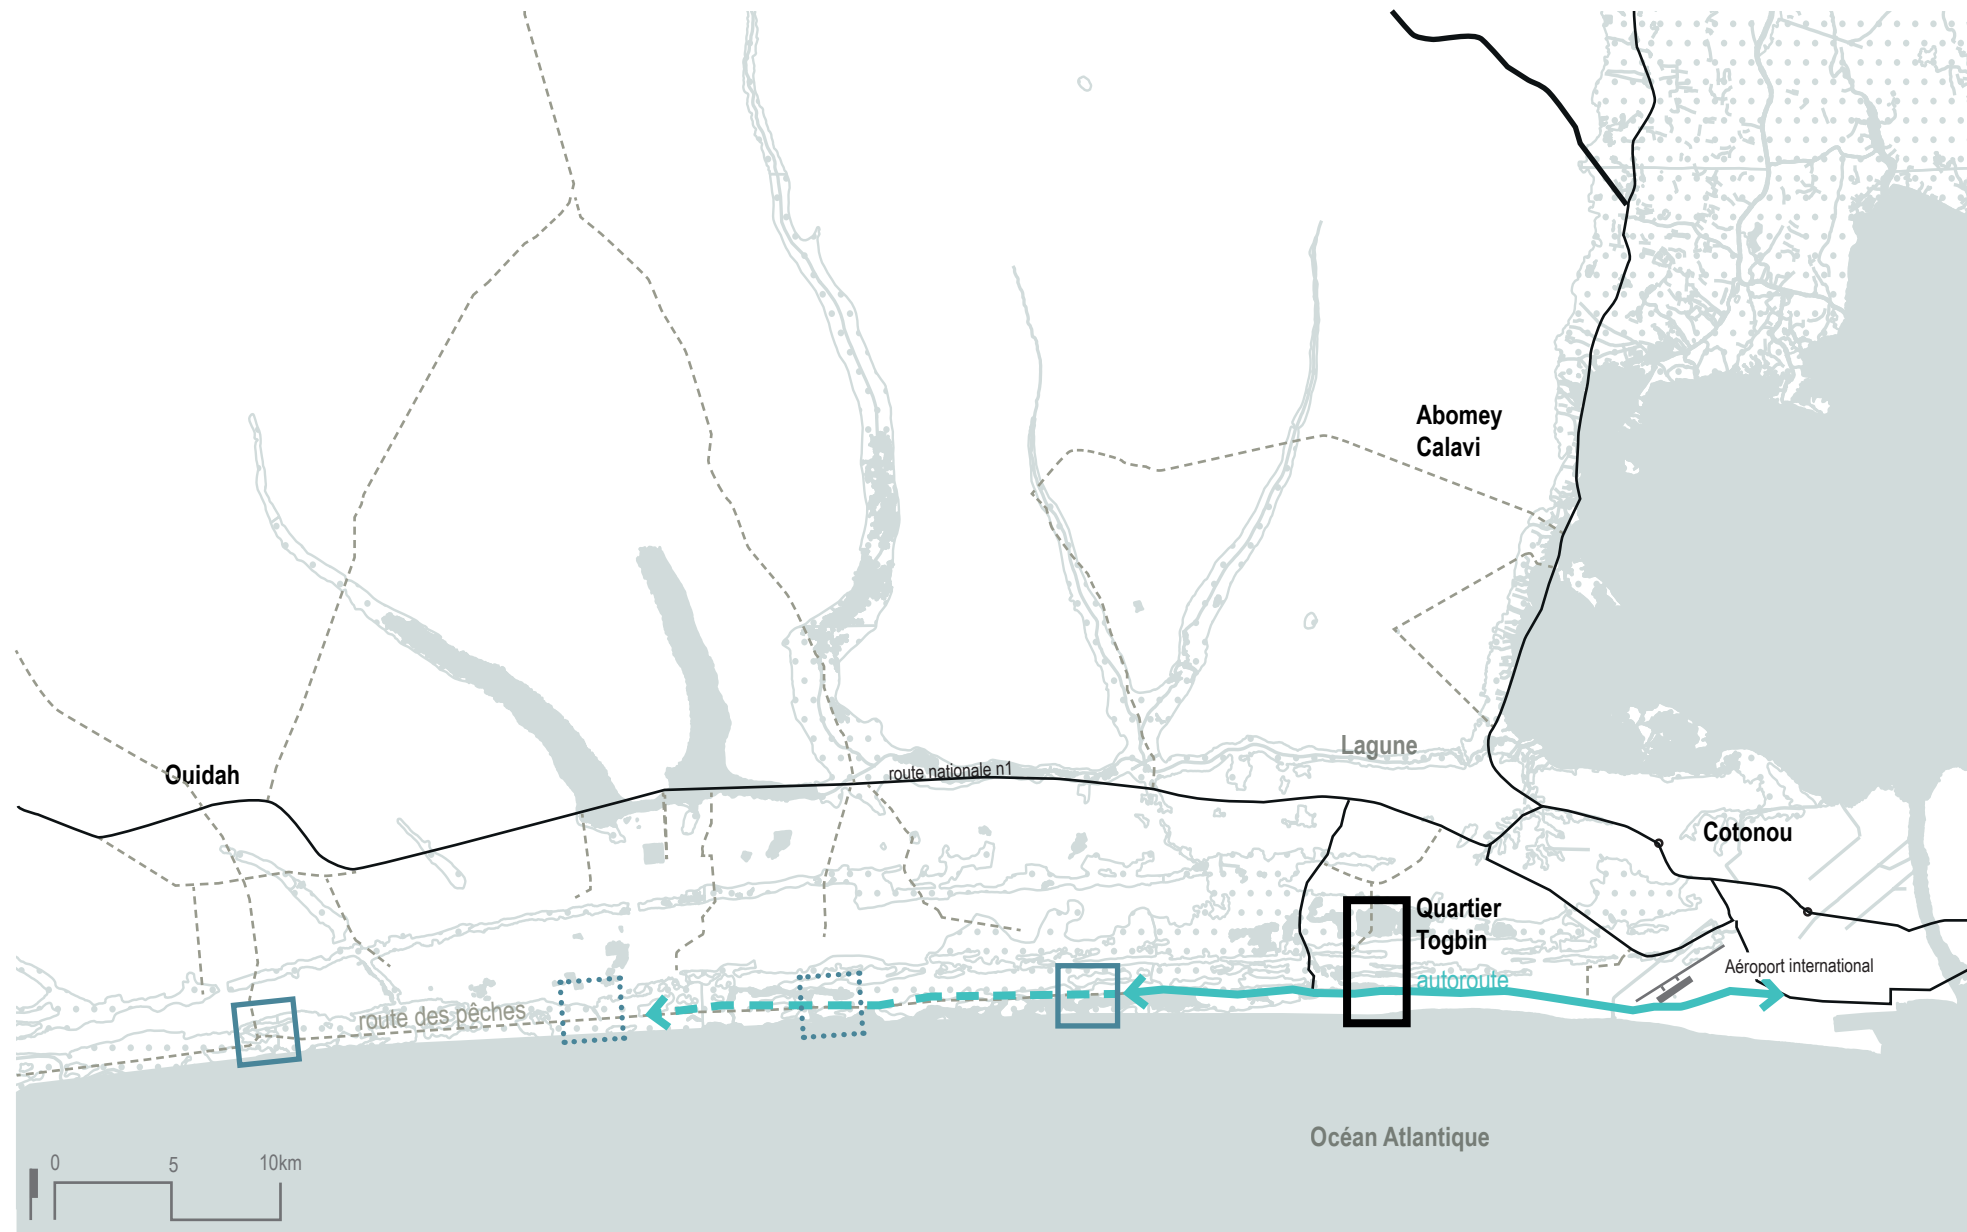 Abomey
Calavi
Lagune
Ouidah
route nationale n1
Cotonou
Quartier
Togbin
Aéroport international
autoroute
route des pêches
Océan Atlantique
0
5
10km